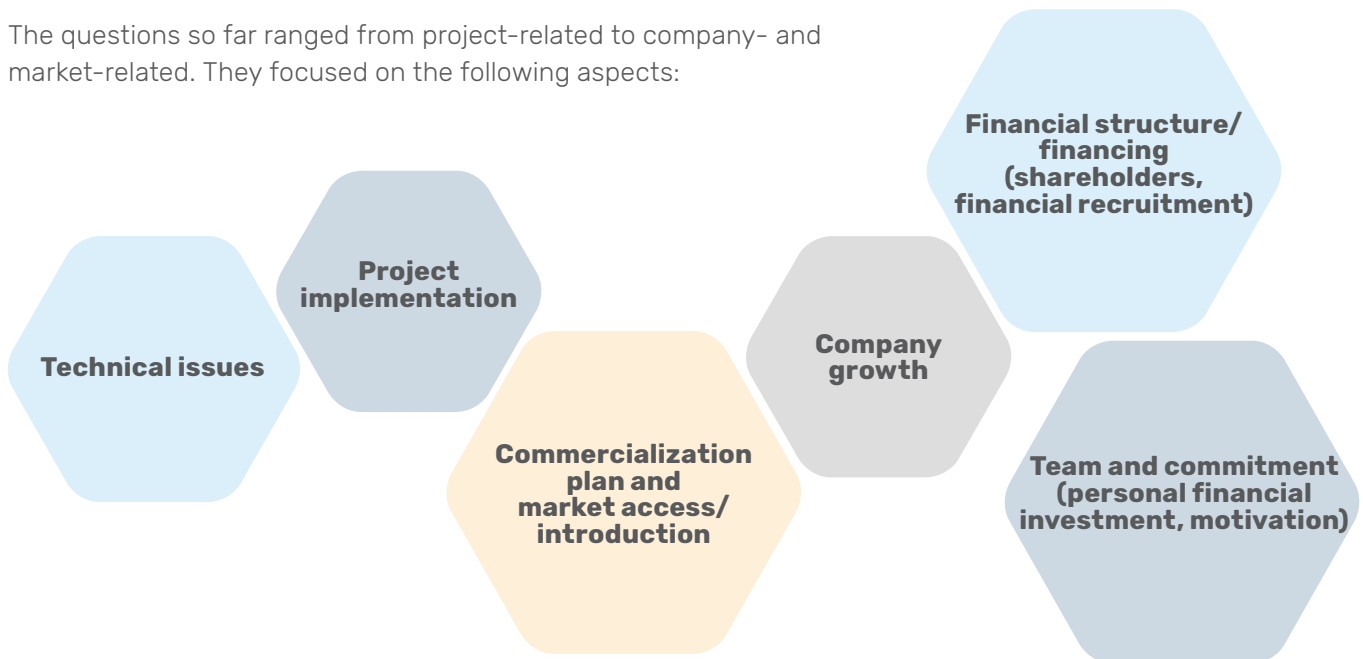 The questions so far ranged from project-related to company- and
market-related. They focused on the following aspects:
Technical issues
Project
implementation
Commercialization
plan and
market access/
introduction
Company
growth
Financial structure/
financing
(shareholders,
financial recruitment)
Team and commitment
(personal financial
investment, motivation)